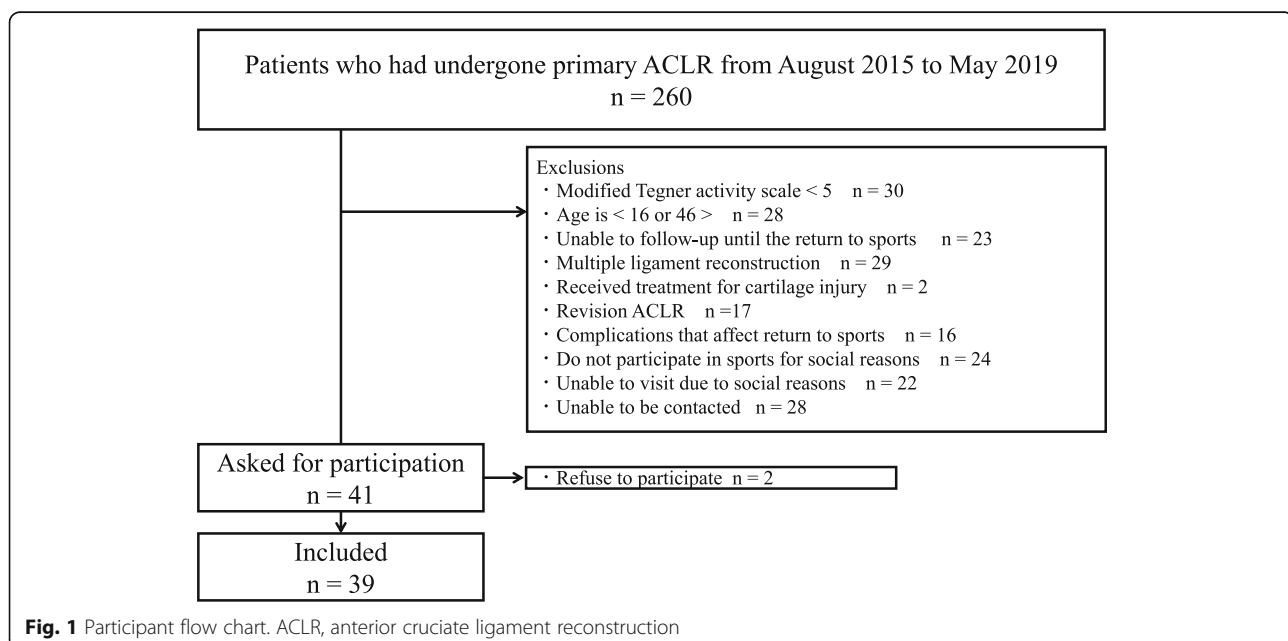 Patients who had undergone primary ACLR from August 2015 to May 2019
n = 260
Exclusions
・Modified Tegner activity scale < 5 n = 30
・Age is < 16 or 46 > n = 28
・Unable to follow-up until the return to sports n = 23
・Multiple ligament reconstruction n = 29
・Received treatment for cartilage injury n = 2
・Revision ACLR n =17
・Complications that affect return to sports n = 16
・Do not participate in sports for social reasons n = 24
・Unable to visit due to social reasons n = 22
・Unable to be contacted n = 28
Asked for participation
n = 41
・Refuse to participate n = 2
Included
n = 39
Fig. 1 Participant flow chart. ACLR, anterior cruciate ligament reconstruction